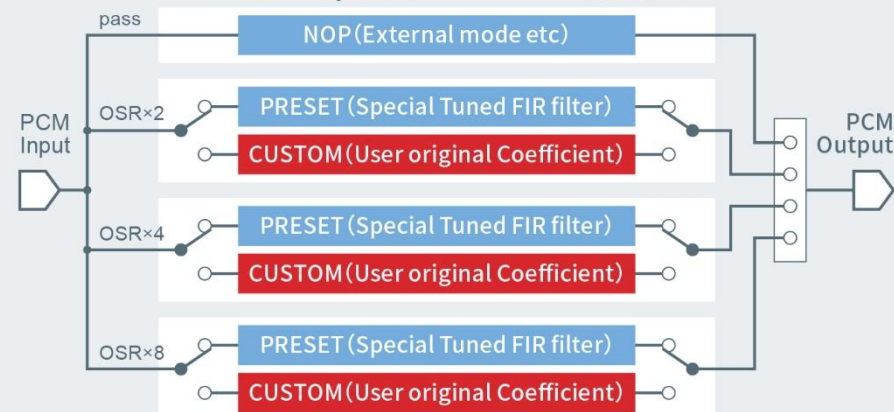 pass
NOP(External mode etc)
PCM
Input
OSR×2
PRESET(Special Tuned FIR filter)
CUSTOM(User original Coefficient)
PCM
Output
OSR×4
PRESET(Special Tuned FIR filter)
CUSTOM(User original Coefficient)
OSR×8
PRESET(Special Tuned FIR filter)
CUSTOM(User original Coefficient)